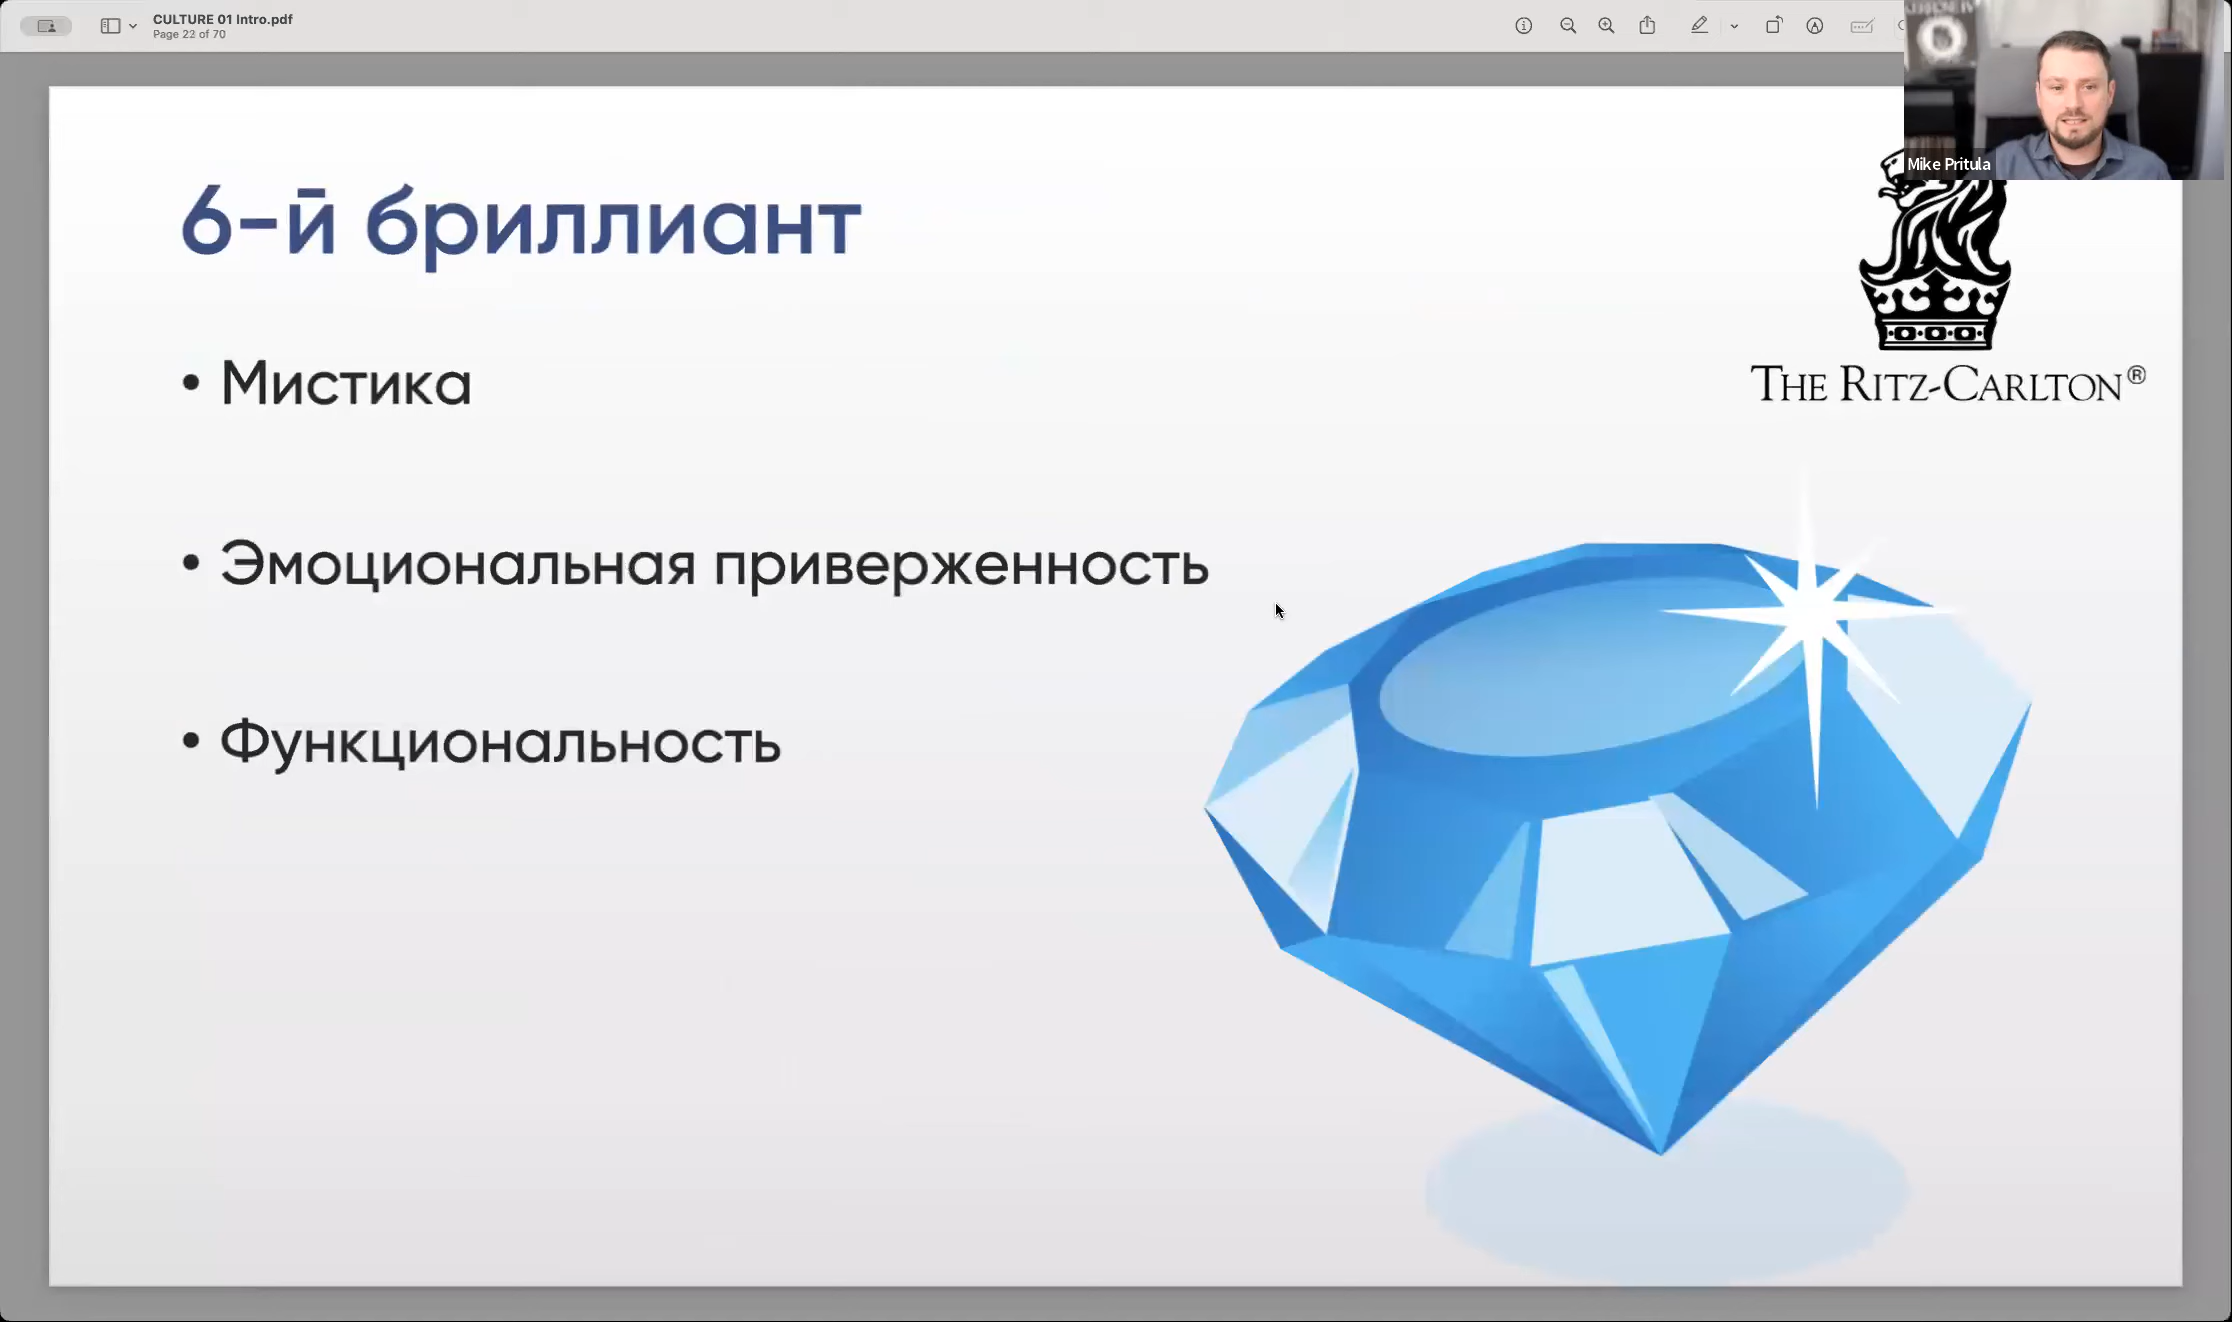 CULTURE 01 Intro.pdf
Page 22 of 70
Mike Pritula
6-й бриллиант
THE RITZ-CARLTON®
• Мистика
• Эмоциональная приверженность
• Функциональность